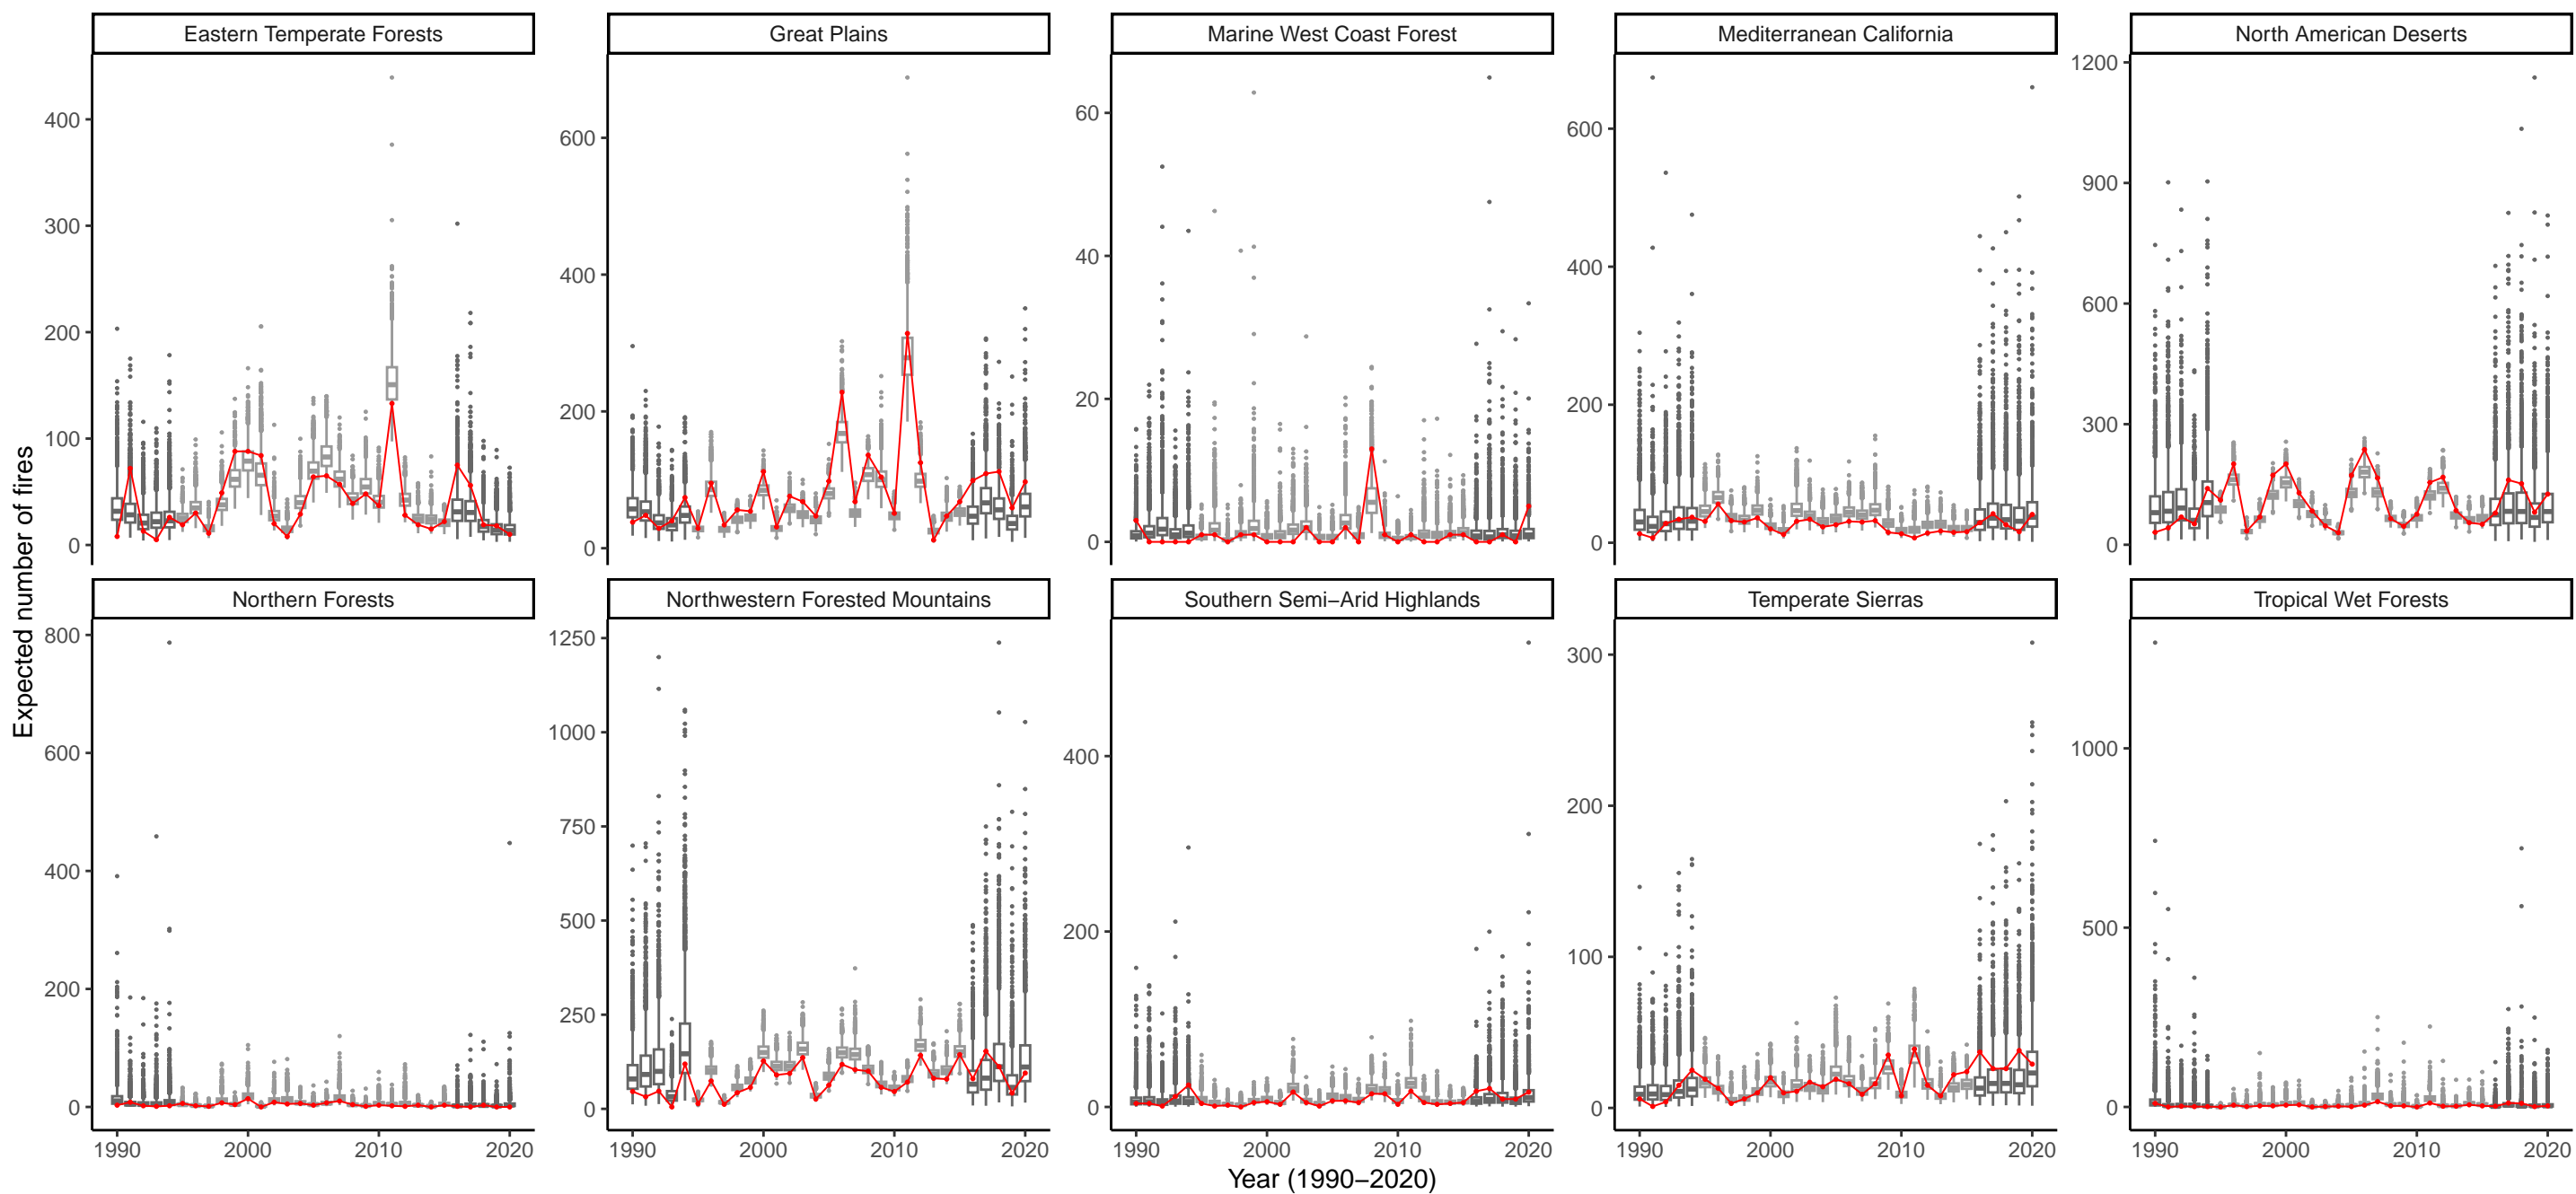 Eastern Temperate Forests
Great Plains
Marine West Coast Forest
Mediterranean California
North American Deserts
400
300
200
100
0
600
400
200
0
60
40
20
0
600
400
200
0
1200
900
600
300
0
Expected number of fires
Northern Forests
Northwestern Forested Mountains
Southern Semi−Arid Highlands
Temperate Sierras
Tropical Wet Forests
800
600
400
200
0
1250
1000
750
500
250
0
400
200
0
300
200
100
0
1000
500
0
1990 2000 2010 2020
1990 2000 2010 2020
1990 2000 2010 2020
1990 2000 2010 2020
1990 2000 2010 2020
Year (1990−2020)